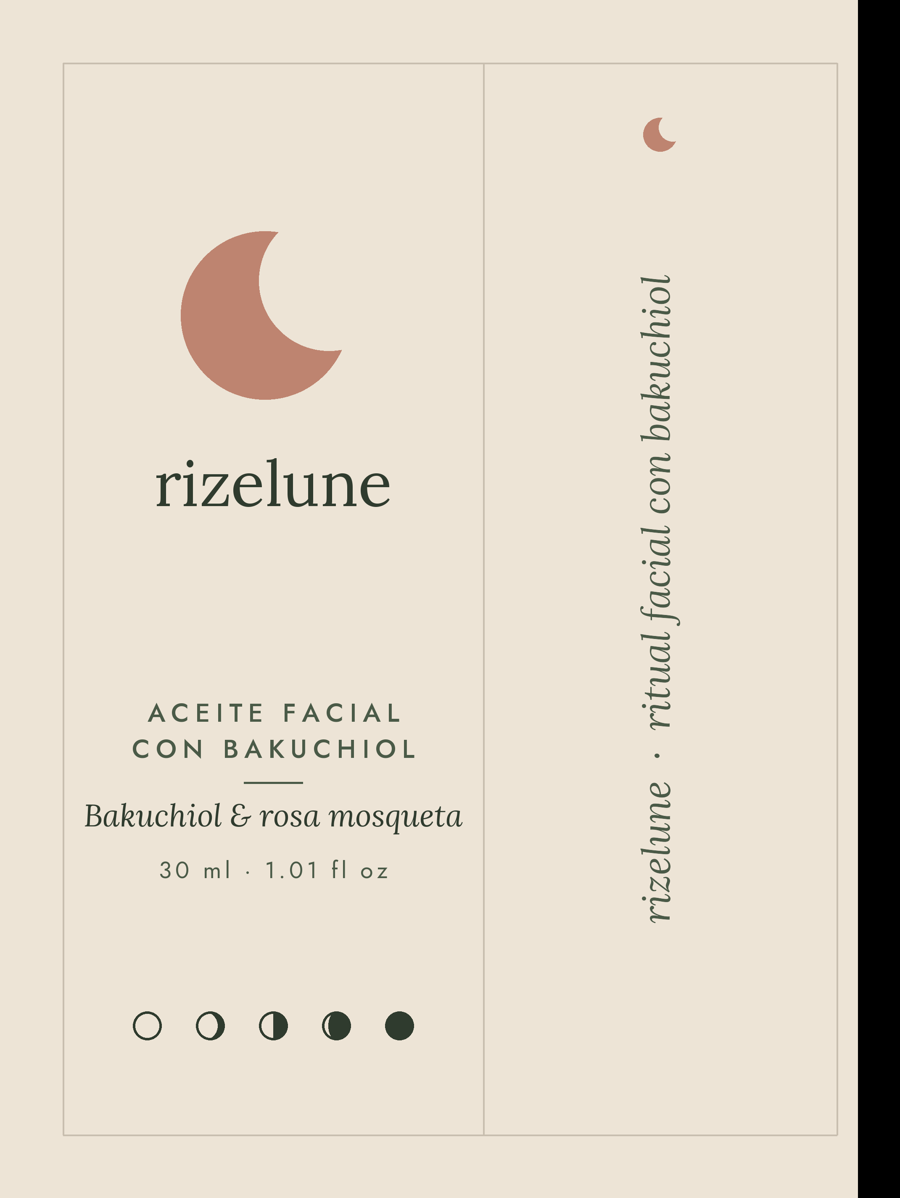 rizelune
ACEITE FACIAL
CON BAKUCHIOL
Bakuchiol & rosa mosqueta
30 ml · 1.01 fl oz
rizelune · ritual facial con bakuchiol